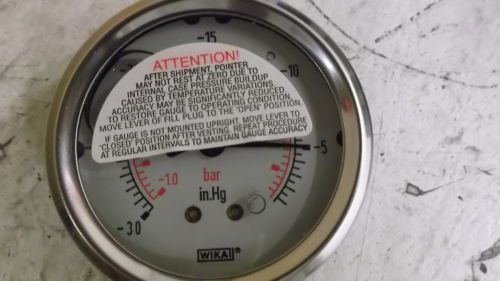 -15
ATTENTION!
AFTER SHIPMENT, POINTER
MAY NOT REST AT ZERO DUE TO
INTERNAL CASE PRESSURE BUILDUP
CAUSED BY TEMPERATURE VARIATIONS.
ACCURACY MAY BE SIGNIFICANTLY REDUCED.
TO RESTORE GAUGE TO OPERATING CONDITION,
MOVE LEVER OF FILL PLUG TO THE "OPEN" POSITION.
IF GAUGE IS NOT MOUNTED UPRIGHT, MOVE LEVER TO
"CLOSED" POSITION AFTER VENTING. REPEAT PROCEDURE
AT REGULAR INTERVALS TO MAINTAIN GAUGE ACCURACY
-10
-5
-1.0
bar
in.Hg
-30
WIKA®